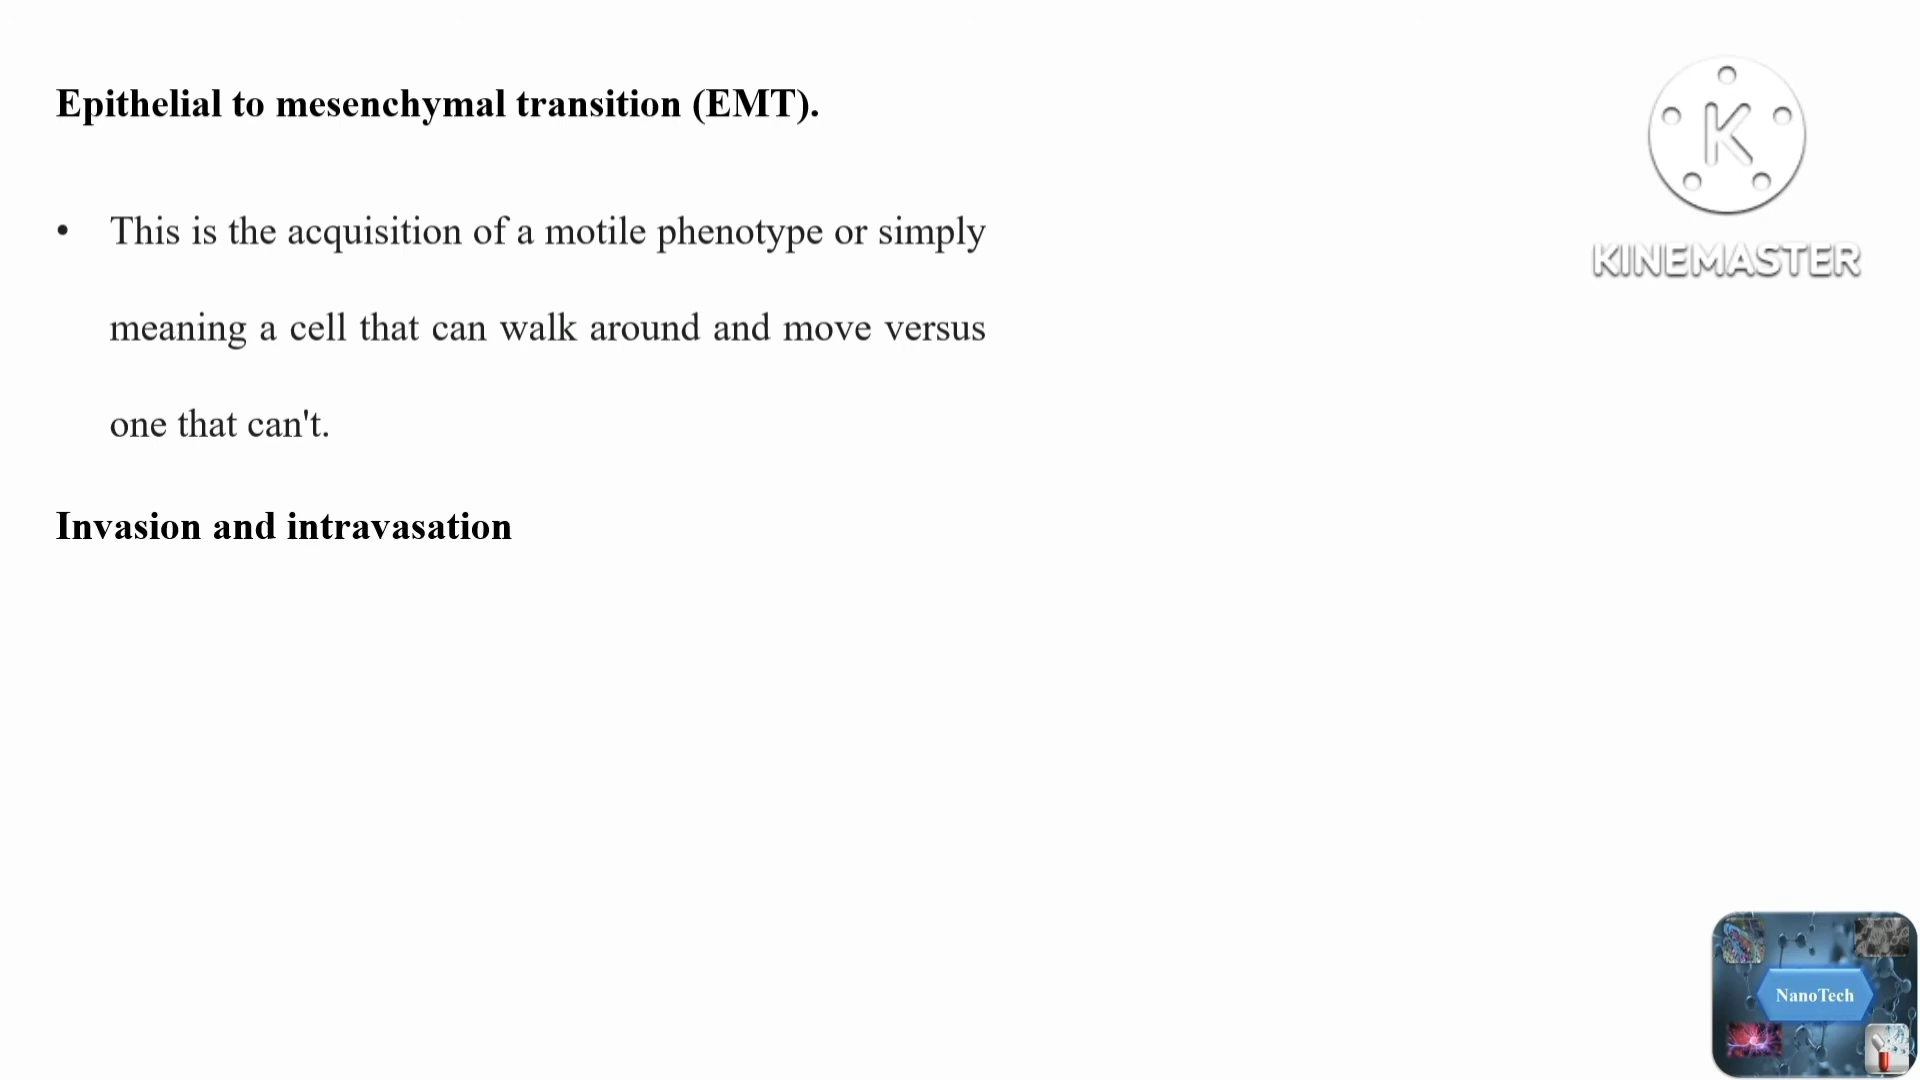 Epithelial to mesenchymal transition (EMT).
• This is the acquisition of a motile phenotype or simply
meaning a cell that can walk around and move versus
one that can't.
Invasion and intravasation
K
KINEMASTER
NanoTech